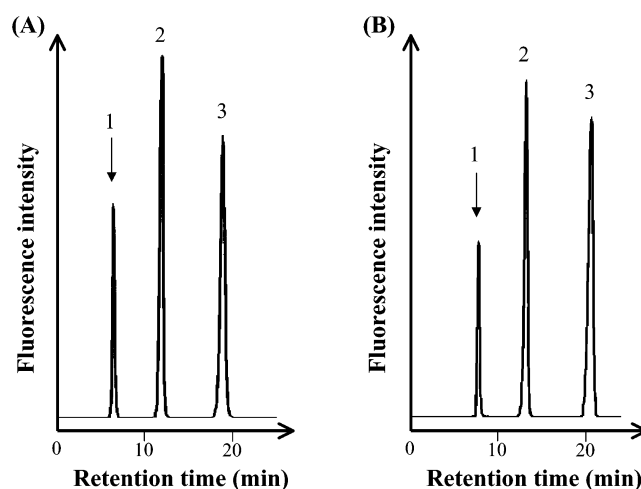 (A)
Fluorescence intensity
1
2
3
0
10
20
Retention time (min)
(B)
Fluorescence intensity
1
2
3
0
10
20
Retention time (min)